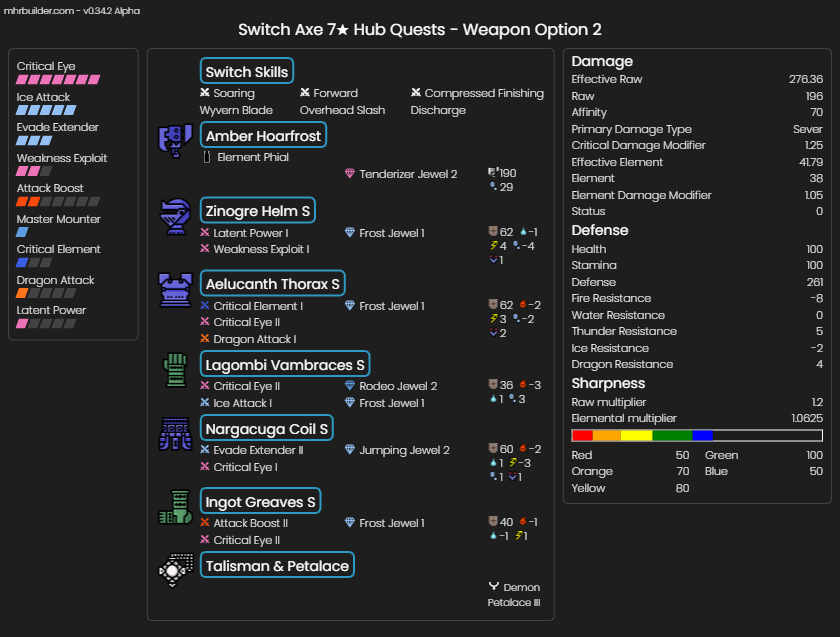 mhrbuilder.com - v0.34.2 Alpha
Switch Axe 7★ Hub Quests - Weapon Option 2
Critical Eye
Ice Attack
Evade Extender
Weakness Exploit
Attack Boost
Master Mounter
Critical Element
Dragon Attack
Latent Power
Switch Skills
Soaring Wyvern Blade
Forward Overhead Slash
Compressed Finishing Discharge
Amber Hoarfrost
Element Phial
Tenderizer Jewel 2
190
29
Zinogre Helm S
Latent Power I
Weakness Exploit I
Frost Jewel 1
62 -1
4 -4
1
Aelucanth Thorax S
Critical Element I
Critical Eye II
Dragon Attack I
Frost Jewel 1
62 -2
3 -2
2
Lagombi Vambraces S
Critical Eye II
Ice Attack I
Rodeo Jewel 2
Frost Jewel 1
36 -3
1 3
Nargacuga Coil S
Evade Extender II
Critical Eye I
Jumping Jewel 2
60 -2
1 -3
1 1
Ingot Greaves S
Attack Boost II
Critical Eye II
Frost Jewel 1
40 -1
-1 1
Talisman & Petalace
Demon
Petalace III
Damage
Effective Raw 276.36
Raw 196
Affinity 70
Primary Damage Type Sever
Critical Damage Modifier 1.25
Effective Element 41.79
Element 38
Element Damage Modifier 1.05
Status 0
Defense
Health 100
Stamina 100
Defense 261
Fire Resistance -8
Water Resistance 0
Thunder Resistance 5
Ice Resistance -2
Dragon Resistance 4
Sharpness
Raw multiplier 1.2
Elemental multiplier 1.0625
Red 50 Green 100
Orange 70 Blue 50
Yellow 80